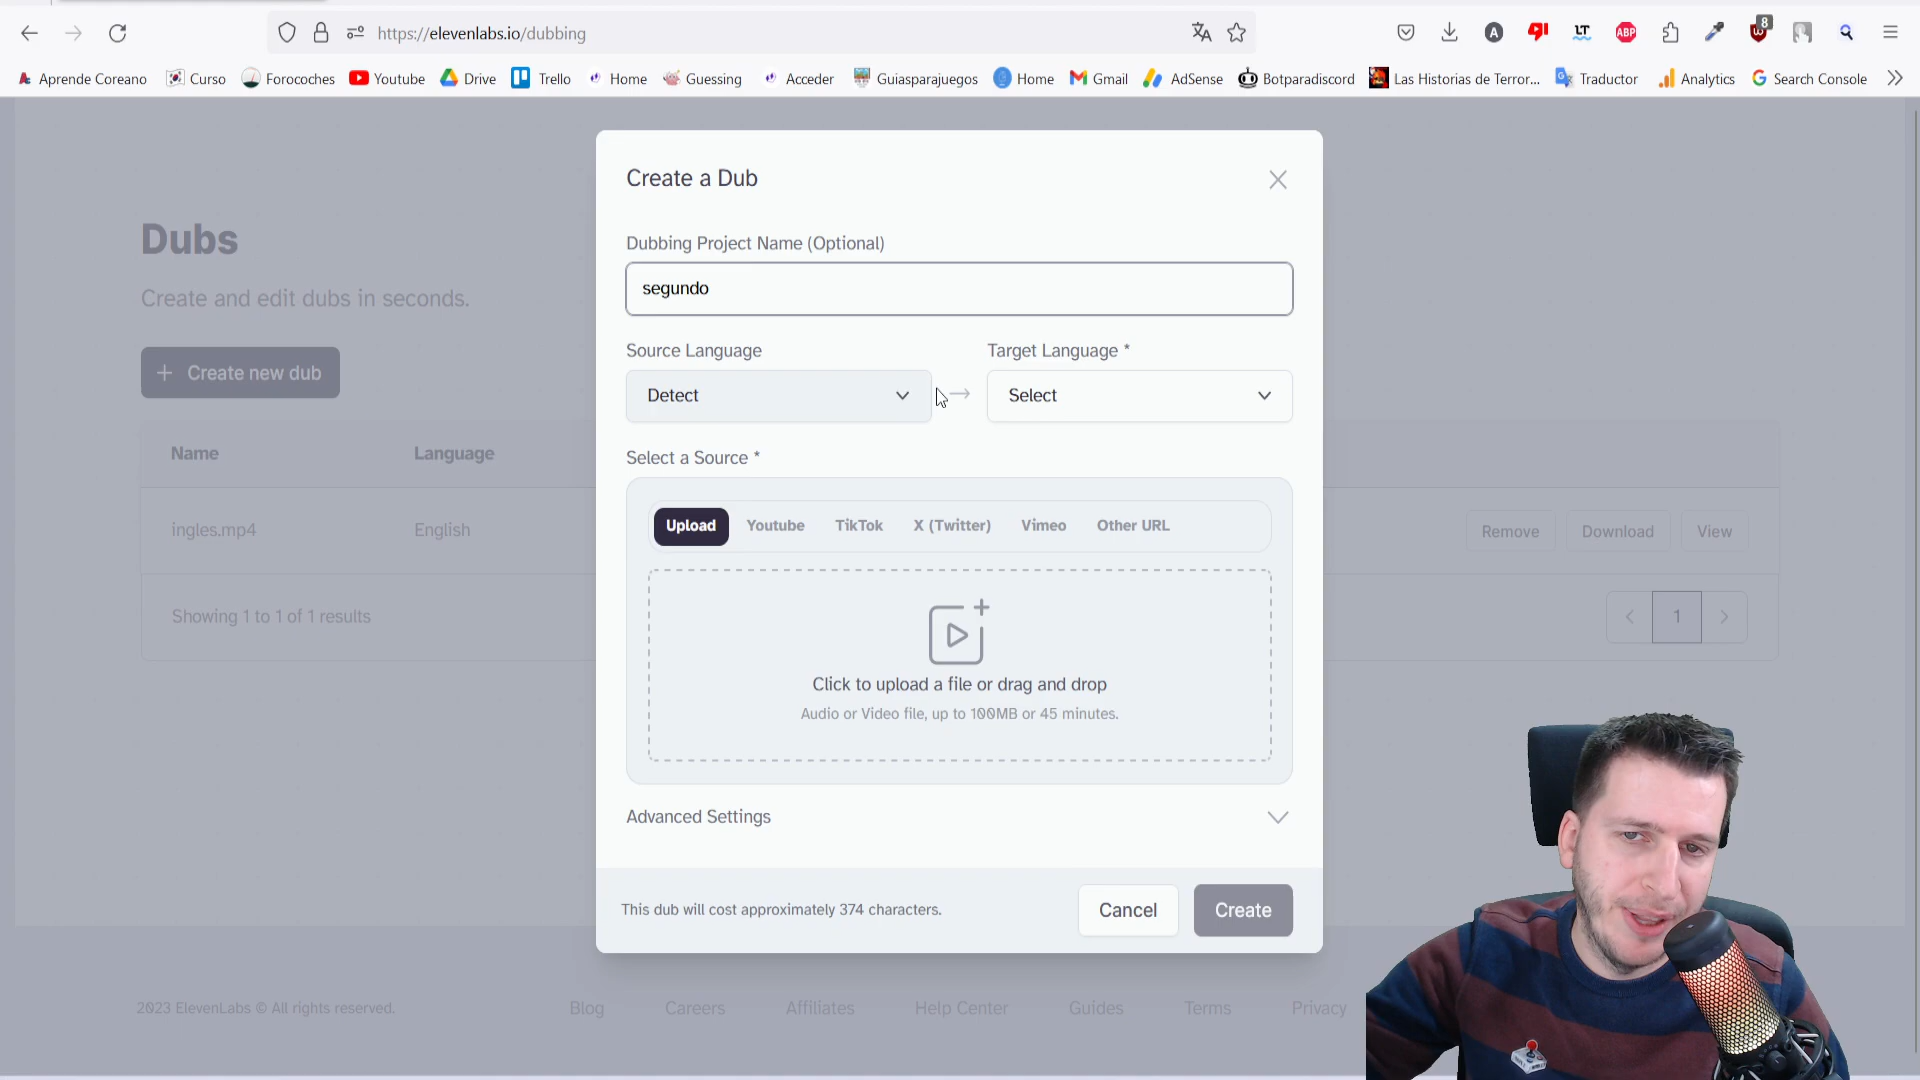 https://elevenlabs.io/dubbing
A
LT
ABP
8
Aprende Coreano
Curso
Forocoches
Youtube
Drive
Trello
Home
Guessing
Acceder
Guiasparajuegos
Home
Gmail
AdSense
Botparadiscord
Las Historias de Terror...
Traductor
Analytics
Search Console
Dubs
Create and edit dubs in seconds.
+ Create new dub
Name Language
ingles.mp4 English
Remove Download View
Showing 1 to 1 of 1 results
1
Create a Dub
Dubbing Project Name (Optional)
segundo
Source Language
Target Language *
Detect
Select
Select a Source *
Upload Youtube TikTok X (Twitter) Vimeo Other URL
Click to upload a file or drag and drop
Audio or Video file, up to 100MB or 45 minutes.
Advanced Settings
This dub will cost approximately 374 characters.
Cancel
Create
2023 ElevenLabs © All rights reserved.
Blog Careers Affiliates Help Center Guides Terms Privacy